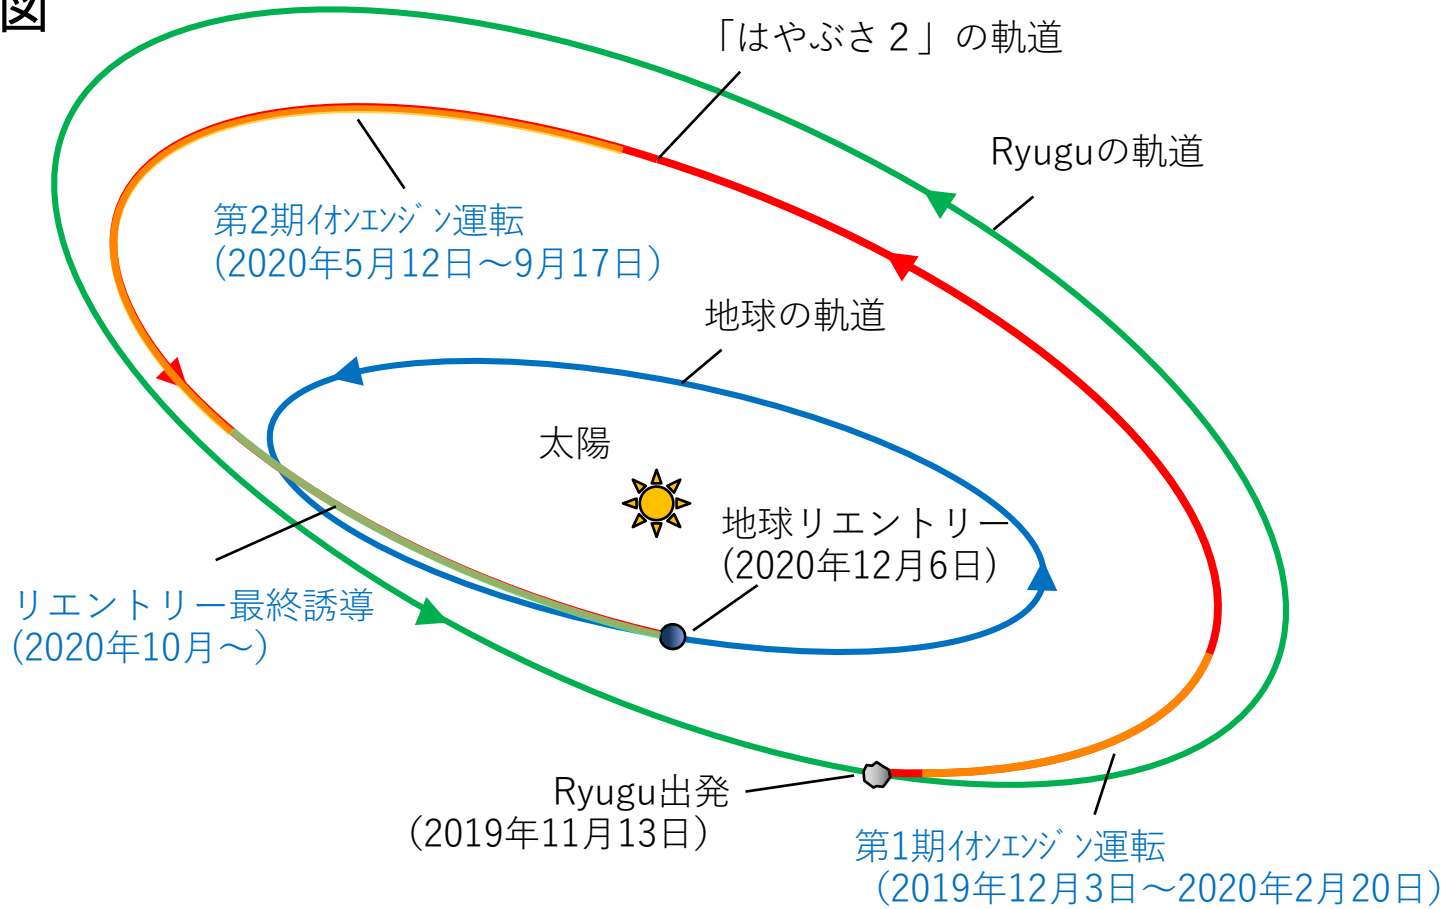 図
「はやぶさ２」の軌道
Ryuguの軌道
第2期ｲｵﾝｴﾝｼﾞﾝ運転
(2020年5月12日～9月17日)
地球の軌道
太陽
地球リエントリー
(2020年12月6日)
リエントリー最終誘導
(2020年10月～)
Ryugu出発
(2019年11月13日)
第1期ｲｵﾝｴﾝｼﾞﾝ運転
(2019年12月3日～2020年2月20日)